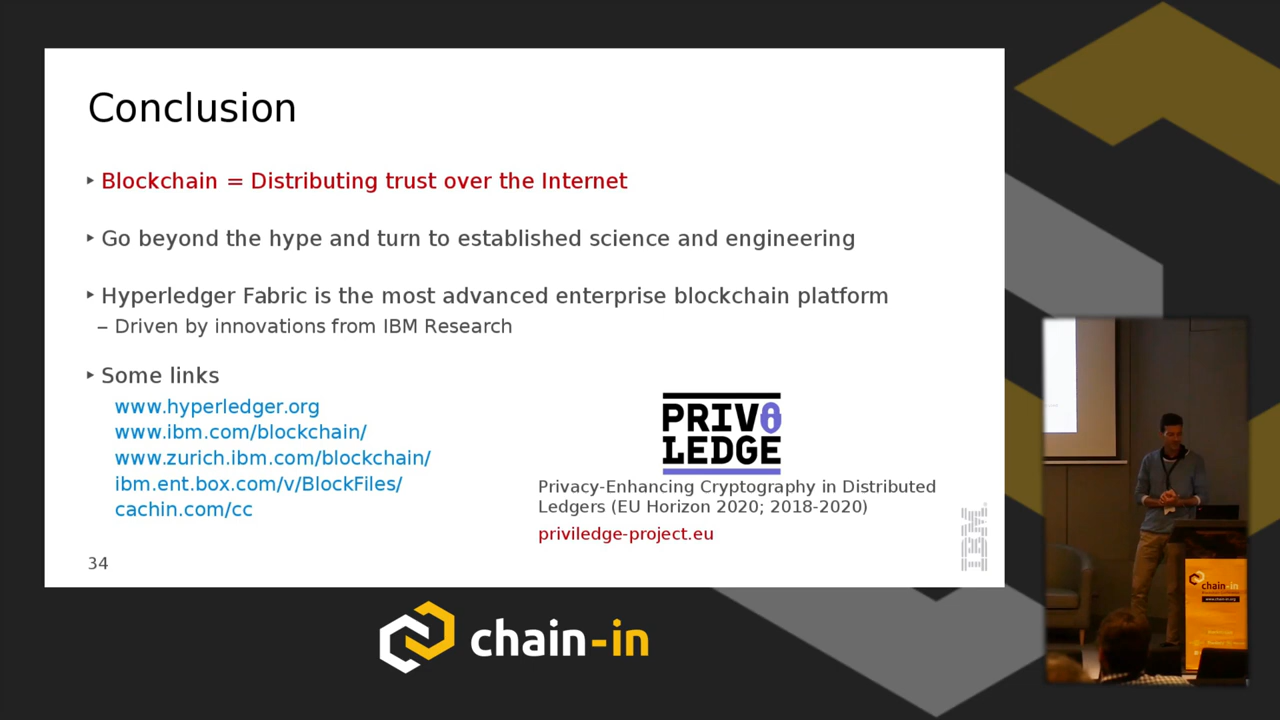 Conclusion
‣ Blockchain = Distributing trust over the Internet
‣ Go beyond the hype and turn to established science and engineering
‣ Hyperledger Fabric is the most advanced enterprise blockchain platform
– Driven by innovations from IBM Research
‣ Some links
www.hyperledger.org
www.ibm.com/blockchain/
www.zurich.ibm.com/blockchain/
ibm.ent.box.com/v/BlockFiles/
cachin.com/cc
PRIVI
LEDGE
Privacy-Enhancing Cryptography in Distributed
Ledgers (EU Horizon 2020; 2018-2020)
priviledge-project.eu
IBM
34
chain-in
chain-in